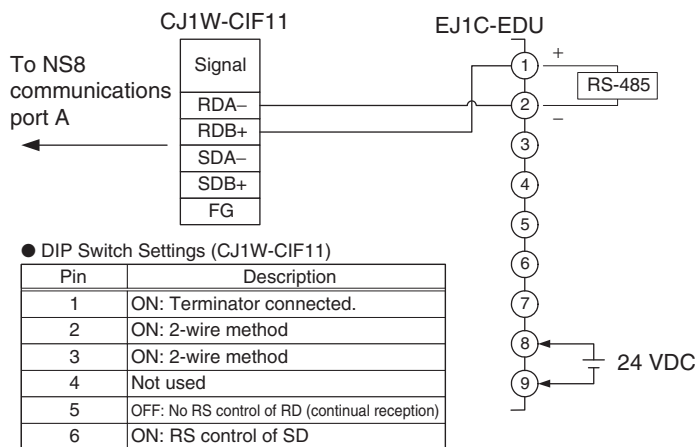 CJ1W-CIF11
EJ1C-EDU
To NS8
communications
port A
Signal
RDA−
RDB+
SDA−
SDB+
FG
1
2
3
4
5
6
7
8
9
+
−
RS-485
24 VDC
● DIP Switch Settings (CJ1W-CIF11)
Pin Description
1 ON: Terminator connected.
2 ON: 2-wire method
3 ON: 2-wire method
4 Not used
5 OFF: No RS control of RD (continual reception)
6 ON: RS control of SD